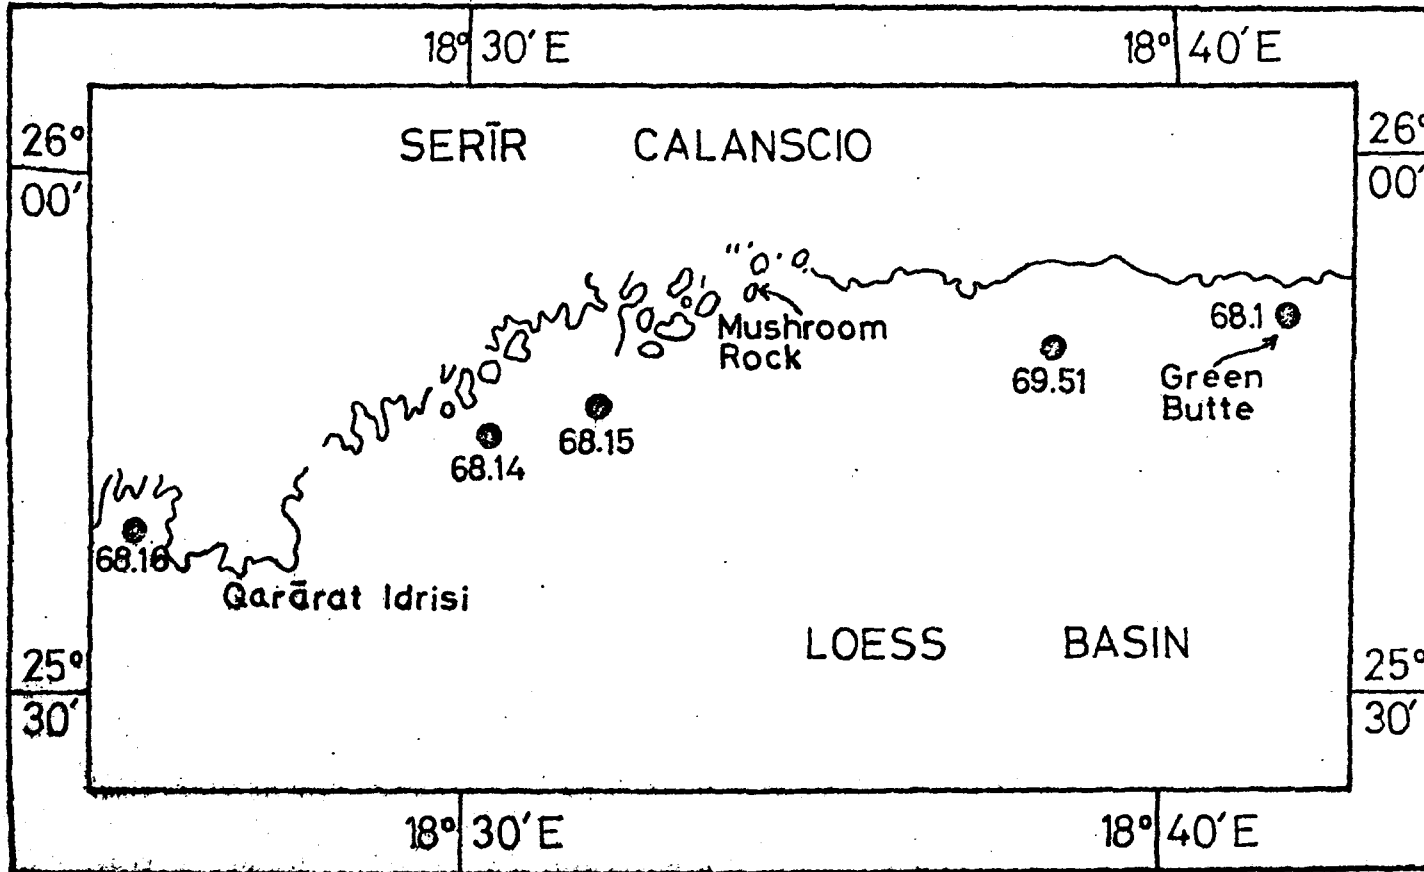 18° 30′ E
18° 40′ E
26°
00′
26°
00′
SERĪR CALANSCIO
Mushroom
Rock
68.1
69.51
Green
Butte
68.15
68.14
68.16
Qarārat Idrisi
LOESS BASIN
25°
30′
25°
30′
18° 30′ E
18° 40′ E